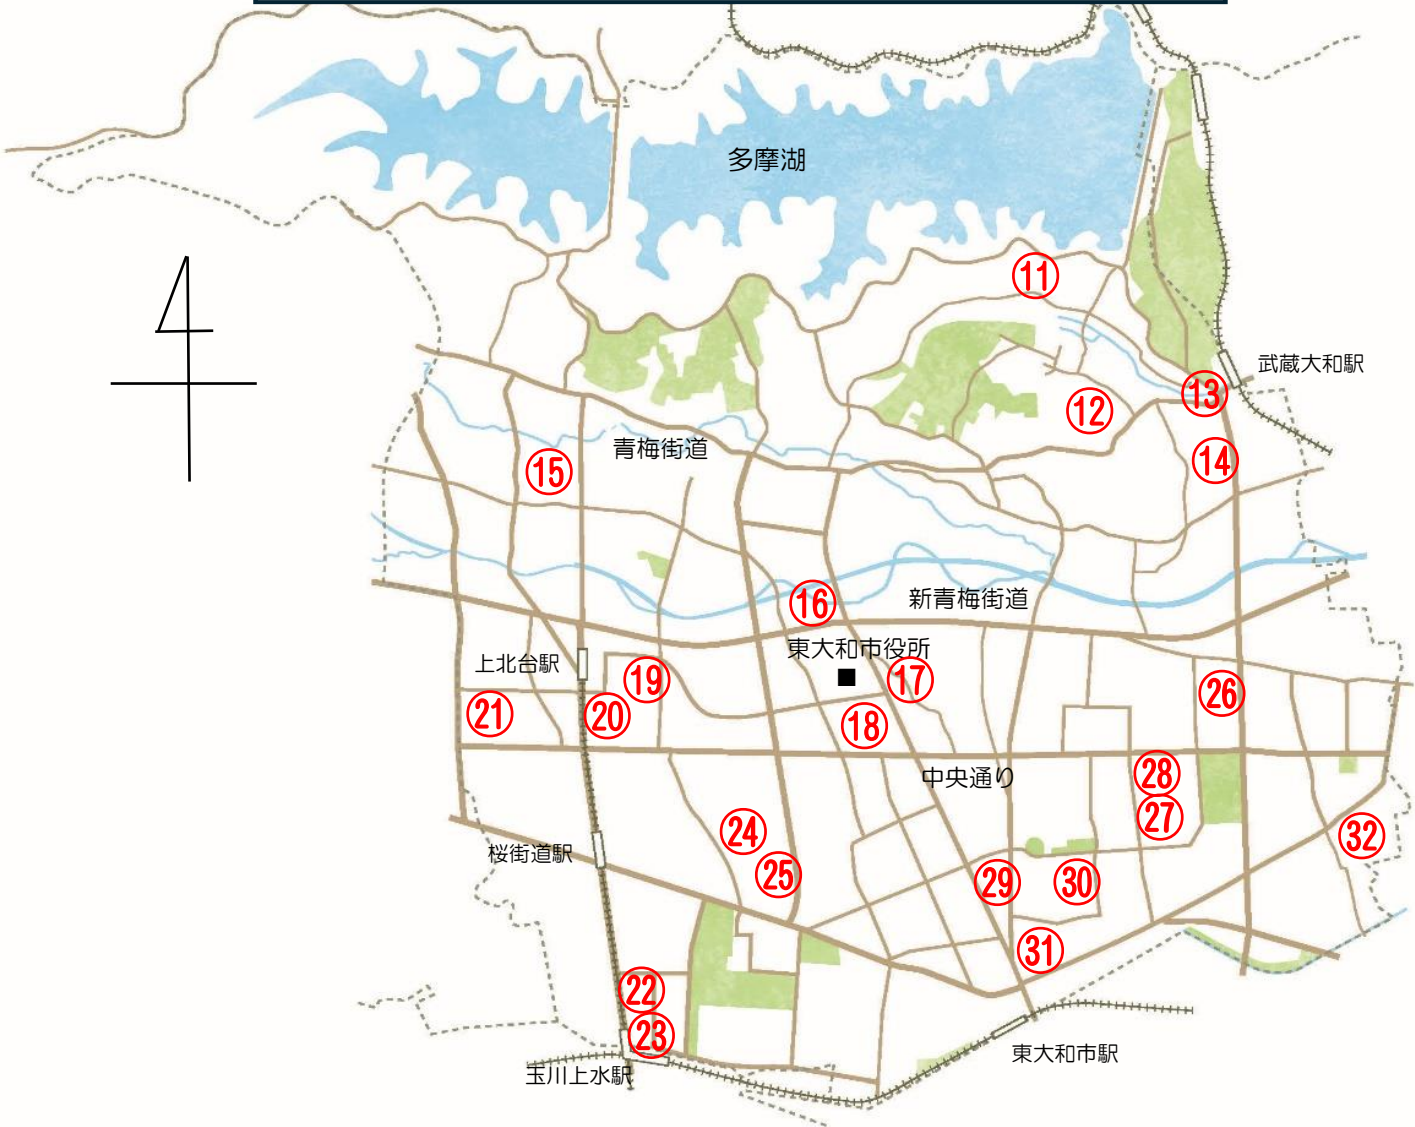 多摩湖
⑪
武蔵大和駅
⑬
⑫
青梅街道
⑭
⑮
⑯
新青梅街道
東大和市役所
上北台駅
⑲
⑰
㉖
㉑
⑳
⑱
中央通り
㉘
㉗
㉔
㉜
桜街道駅
㉕
㉙
㉚
㉛
㉒
㉓
東大和市駅
玉川上水駅